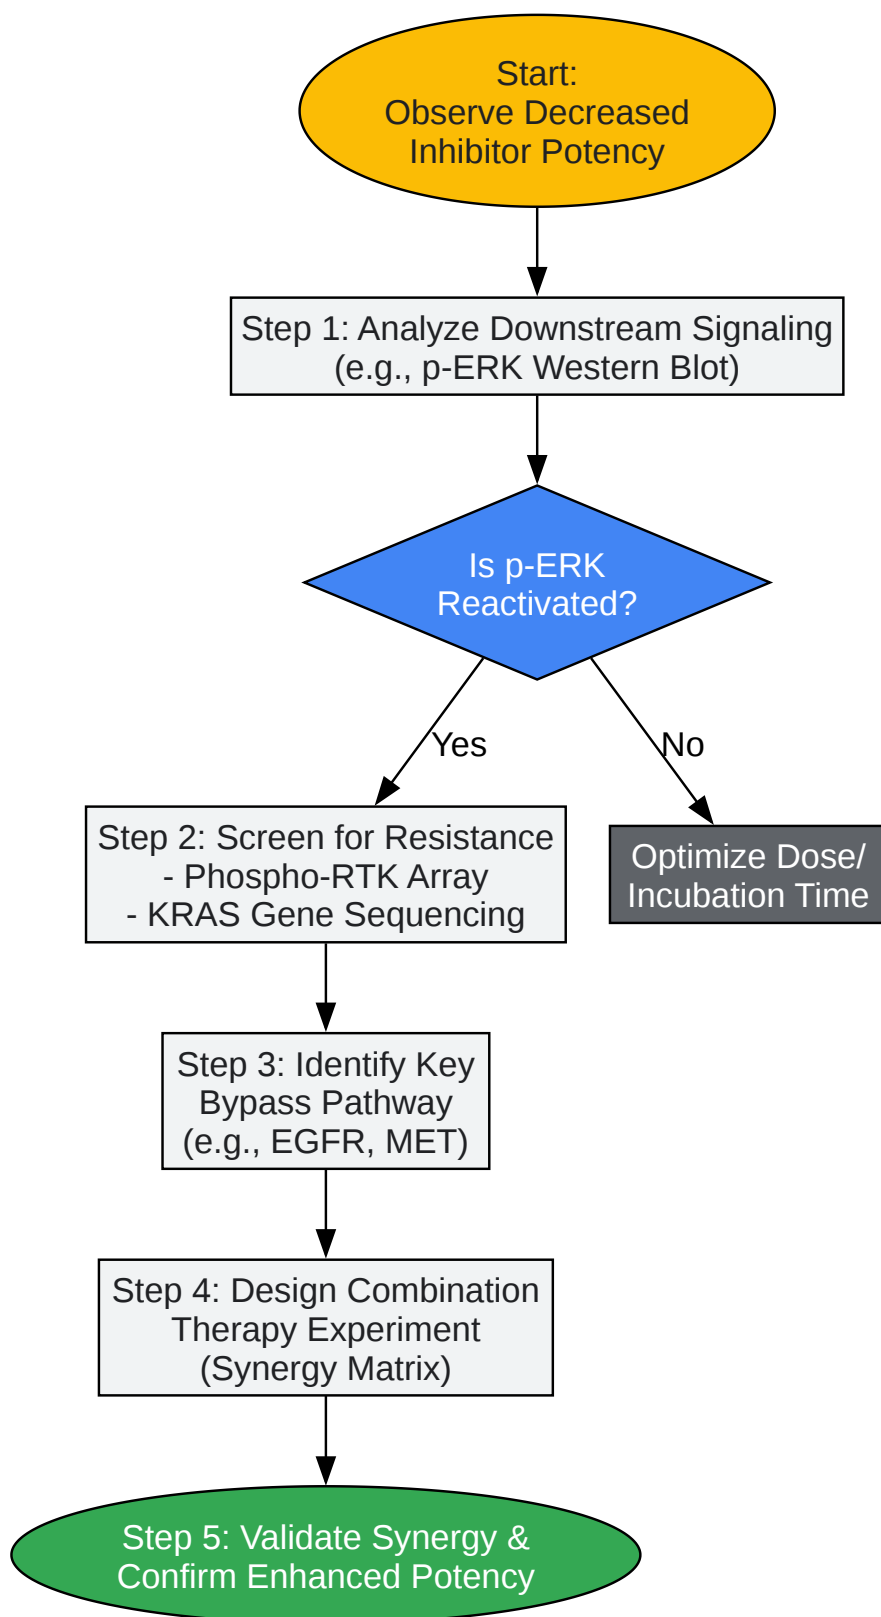 Start:
Observe Decreased
Inhibitor Potency
Step 1: Analyze Downstream Signaling
(e.g., p-ERK Western Blot)
Is p-ERK
Reactivated?
Yes
No
Step 2: Screen for Resistance
- Phospho-RTK Array
- KRAS Gene Sequencing
Optimize Dose/
Incubation Time
Step 3: Identify Key
Bypass Pathway
(e.g., EGFR, MET)
Step 4: Design Combination
Therapy Experiment
(Synergy Matrix)
Step 5: Validate Synergy &
Confirm Enhanced Potency